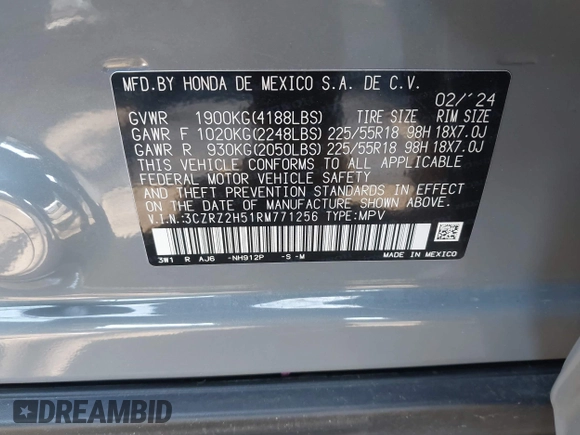 MFD.BY HONDA DE MEXICO S.A. DE C.V.
02/'24
GVWR 1900KG(4188LBS) TIRE SIZE RIM SIZE
GAWR F 1020KG(2248LBS) 225/55R18 98H 18X7.0J
GAWR R 930KG(2050LBS) 225/55R18 98H 18X7.0J
THIS VEHICLE CONFORMS TO ALL APPLICABLE
FEDERAL MOTOR VEHICLE SAFETY
AND THEFT PREVENTION STANDARDS IN EFFECT
ON THE DATE OF MANUFACTURE SHOWN ABOVE.
V.I.N.:3CZRZ2H51RM771256 TYPE:MPV
3W1 R AJ6 -NH912P -S -M
MADE IN MEXICO
DREAMBID